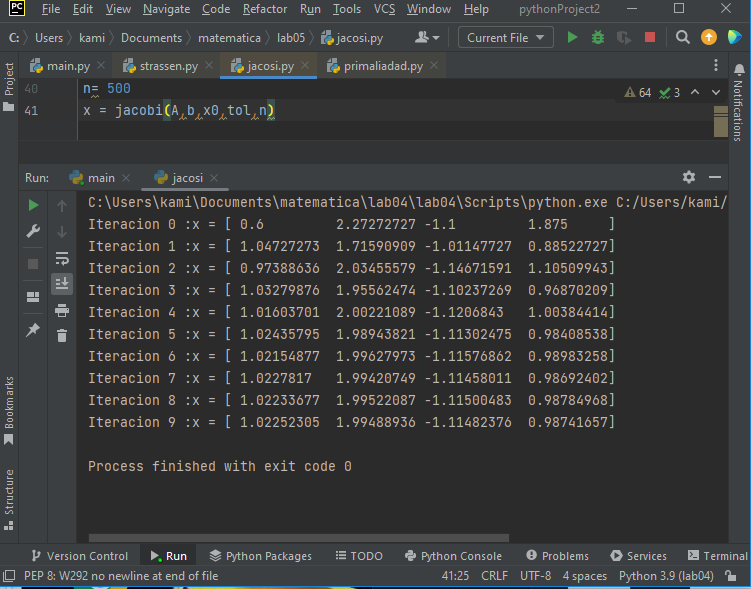 PC File Edit View Navigate Code Refactor Run Tools VCS Window Help pythonProject2
C: Users kami Documents matematica lab05 jacosi.py Current File
main.py strassen.py jacosi.py primaliadad.py
Project
Notifications
40 n= 500
64 3
41 x = jacobi(A,b,x0,tol,n)
Run: main jacosi
C:\Users\kami\Documents\matematica\lab04\lab04\Scripts\python.exe C:/Users/kami/
Iteracion 0 :x = [ 0.6 2.27272727 -1.1 1.875 ]
Iteracion 1 :x = [ 1.04727273 1.71590909 -1.01147727 0.88522727]
Iteracion 2 :x = [ 0.97388636 2.03455579 -1.14671591 1.10509943]
Iteracion 3 :x = [ 1.03279876 1.95562474 -1.10237269 0.96870209]
Iteracion 4 :x = [ 1.01603701 2.00221089 -1.1206843 1.00384414]
Iteracion 5 :x = [ 1.02435795 1.98943821 -1.11302475 0.98408538]
Iteracion 6 :x = [ 1.02154877 1.99627973 -1.11576862 0.98983258]
Iteracion 7 :x = [ 1.0227817 1.99420749 -1.11458011 0.98692402]
Iteracion 8 :x = [ 1.02233677 1.99522087 -1.11500483 0.98784968]
Iteracion 9 :x = [ 1.02252305 1.99488936 -1.11482376 0.98741657]
Process finished with exit code 0
Bookmarks
Structure
Version Control Run Python Packages TODO Python Console Problems Services Terminal
PEP 8: W292 no newline at end of file 41:25 CRLF UTF-8 4 spaces Python 3.9 (lab04)